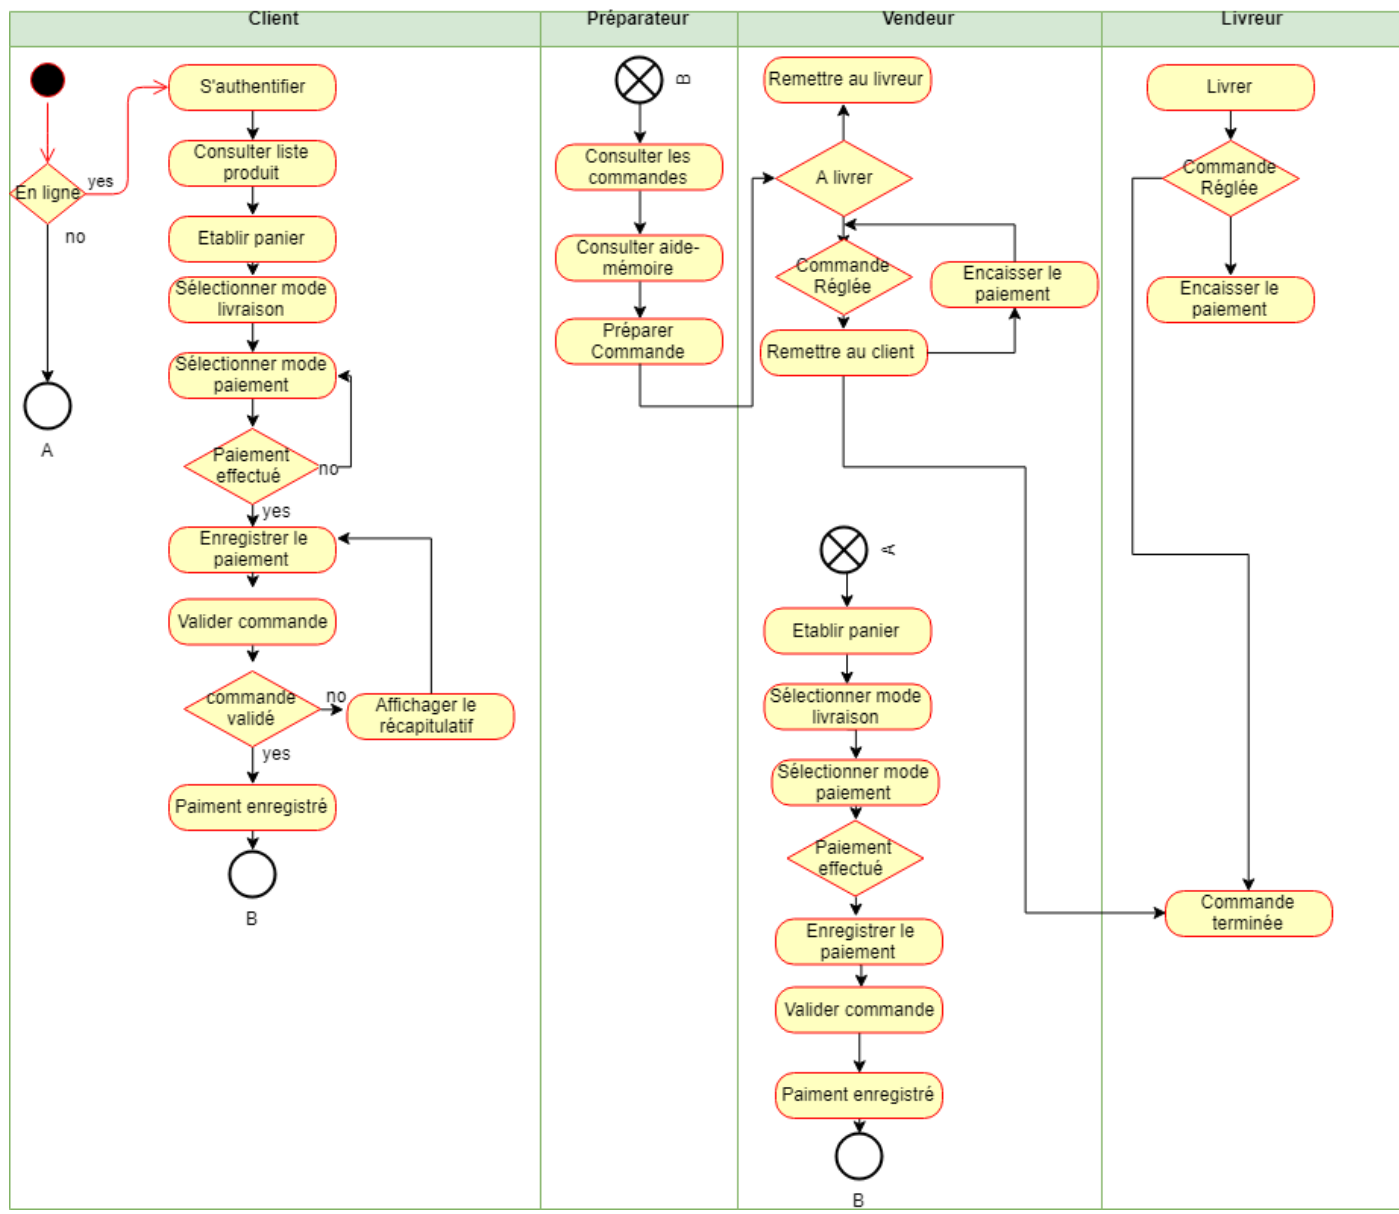 Client
Préparateur
Vendeur
Livreur
En ligne
yes
no
A
S'authentifier
Consulter liste
produit
Etablir panier
Sélectionner mode
livraison
Sélectionner mode
paiement
Paiement
effectué
no
yes
Enregistrer le
paiement
Valider commande
commande
validé
no
yes
Affichager le
récapitulatif
Paiment enregistré
B
B
Consulter les
commandes
Consulter aide-
mémoire
Préparer
Commande
Remettre au livreur
A livrer
Commande
Réglée
Encaisser le
paiement
Remettre au client
A
Etablir panier
Sélectionner mode
livraison
Sélectionner mode
paiement
Paiement
effectué
Enregistrer le
paiement
Valider commande
Paiment enregistré
B
Livrer
Commande
Réglée
Encaisser le
paiement
Commande
terminée